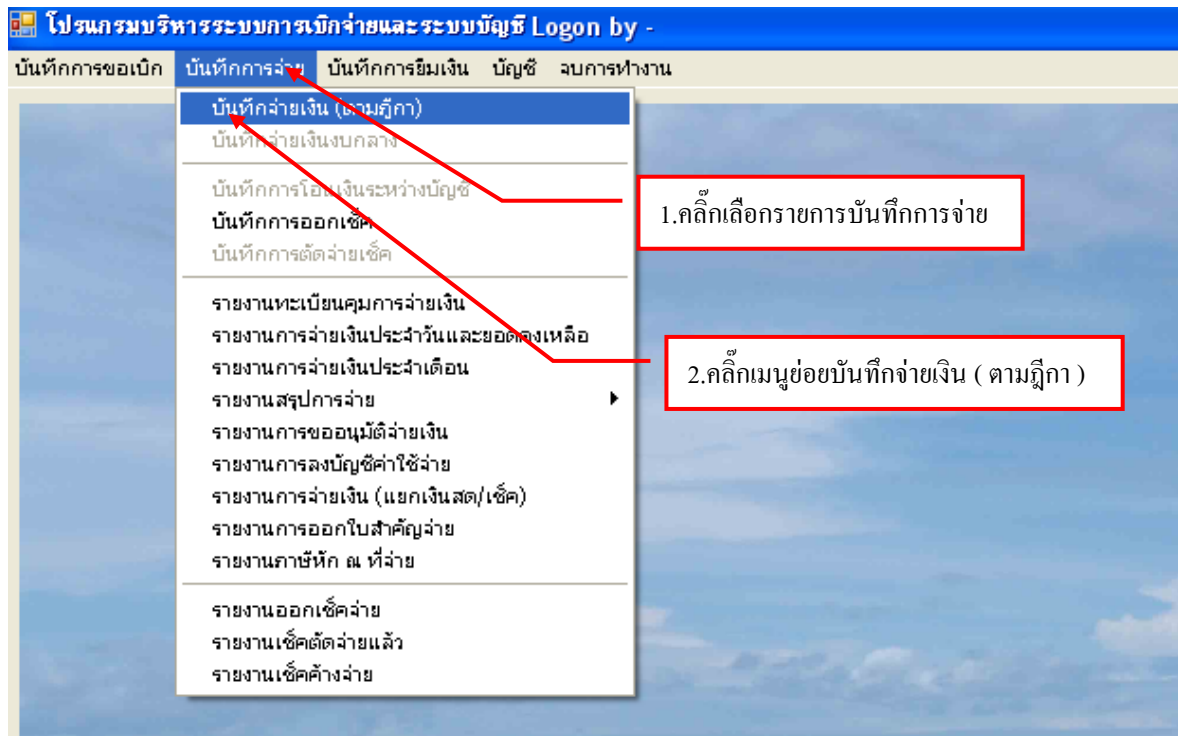 โปรแกรมบริหารระบบการเบิกจ่ายและระบบบัญชี Logon by -
บันทึกการขอเบิก บันทึกการจ่าย บันทึกการยืมเงิน บัญชี จบการทำงาน
บันทึกจ่ายเงิน (ตามฎีกา)
บันทึกจ่ายเงินงบกลาง
บันทึกการโอนเงินระหว่างบัญชี
บันทึกการออกเช็ค
บันทึกการตัดจ่ายเช็ค
รายงานทะเบียนคุมการจ่ายเงิน
รายงานการจ่ายเงินประจำวันและยอดคงเหลือ
รายงานการจ่ายเงินประจำเดือน
รายงานสรุปการจ่าย
รายงานการขออนุมัติจ่ายเงิน
รายงานการลงบัญชีค่าใช้จ่าย
รายงานการจ่ายเงิน (แยกเงินสด/เช็ค)
รายงานการออกใบสำคัญจ่าย
รายงานภาษีหัก ณ ที่จ่าย
รายงานออกเช็คจ่าย
รายงานเช็คตัดจ่ายแล้ว
รายงานเช็คค้างจ่าย
1.คลิ๊กเลือกรายการบันทึกการจ่าย
2.คลิ๊กเมนูย่อยบันทึกจ่ายเงิน ( ตามฎีกา )